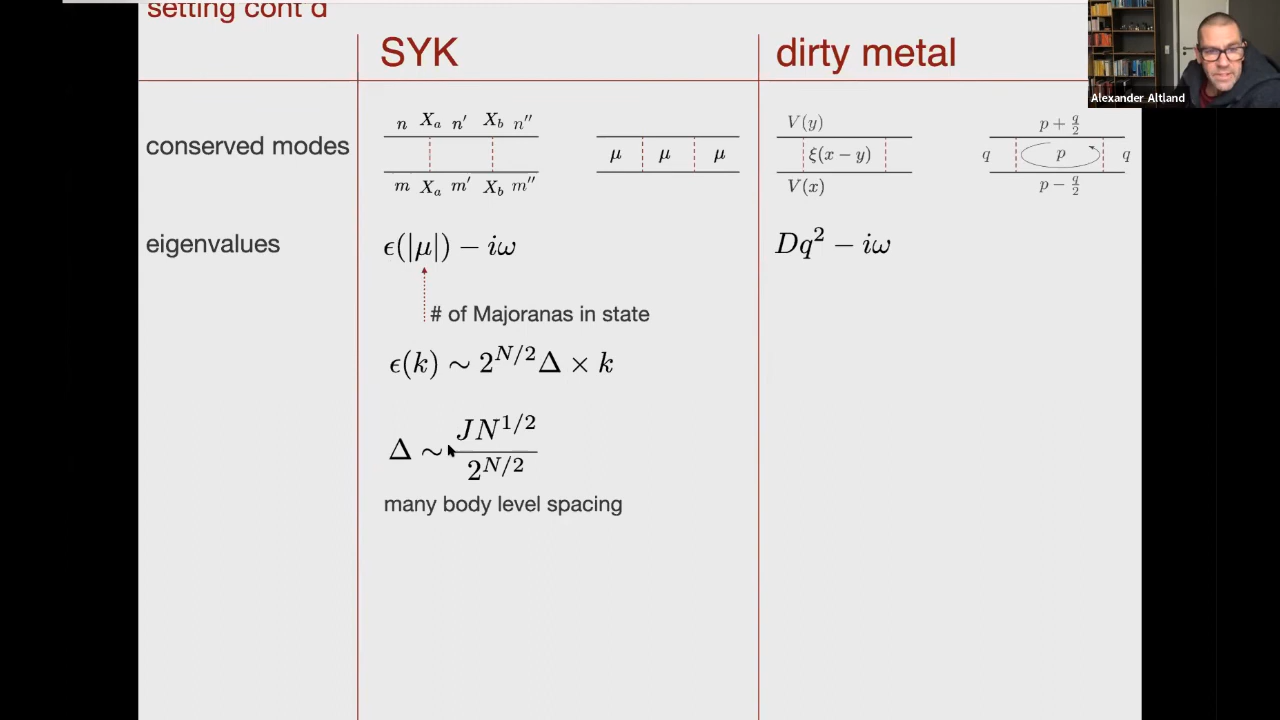 setting cont'd
SYK
dirty metal
Alexander Altland
conserved modes
n X_a n′ X_b n″
m X_a m′ X_b m″
μ μ μ
V(y)
ξ(x − y)
V(x)
p + q/2
q p q
p − q/2
eigenvalues
ϵ(|μ|) − iω
Dq² − iω
# of Majoranas in state
ϵ(k) ∼ 2^{N/2}Δ × k
Δ ∼ JN^{1/2} / 2^{N/2}
many body level spacing